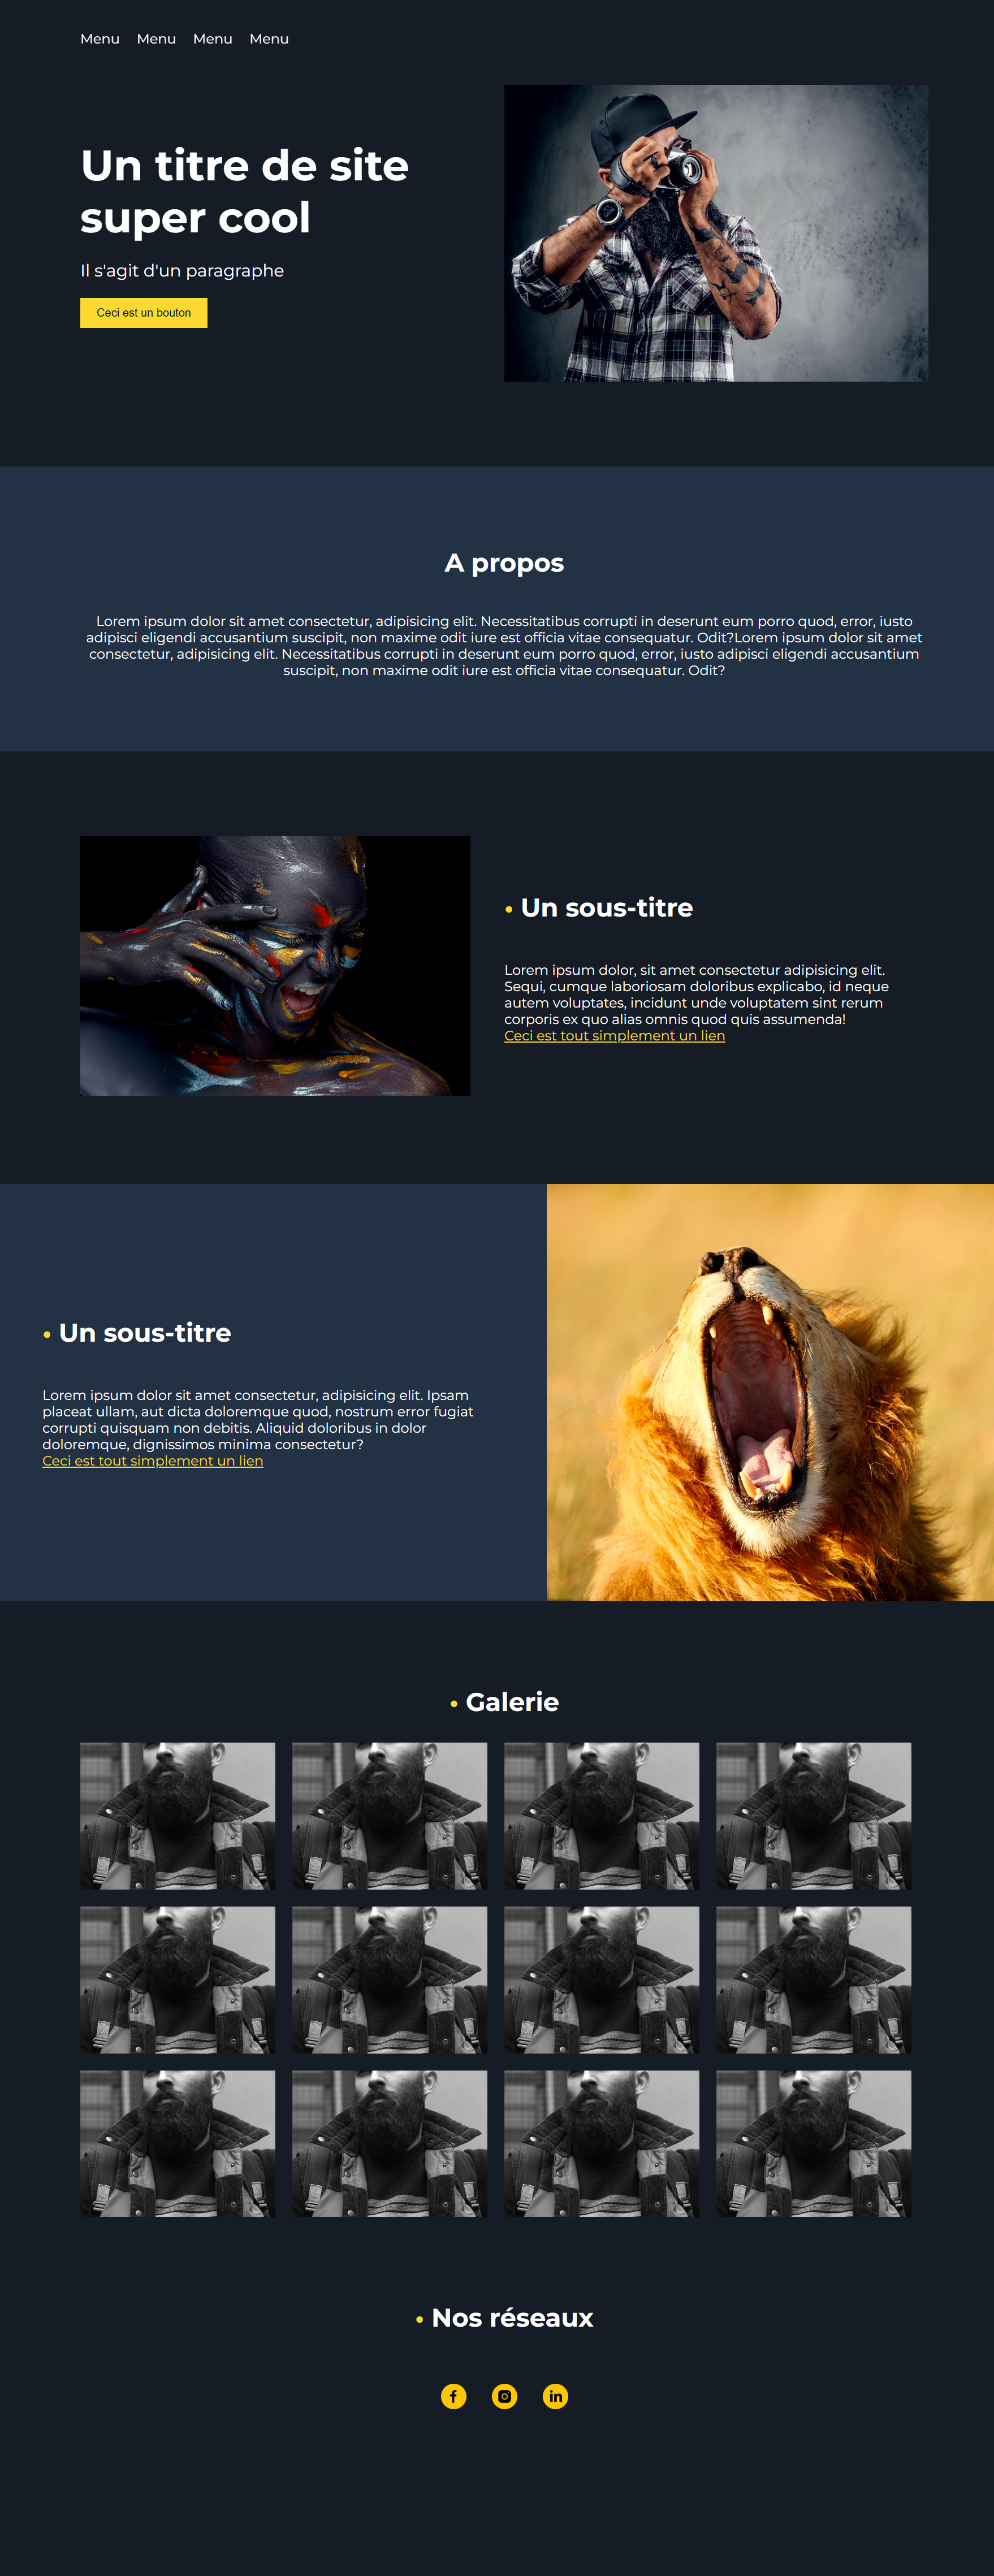 Menu Menu Menu Menu
Un titre de site
super cool
Il s'agit d'un paragraphe
Ceci est un bouton
A propos
Lorem ipsum dolor sit amet consectetur, adipisicing elit. Necessitatibus corrupti in deserunt eum porro quod, error, iusto
adipisci eligendi accusantium suscipit, non maxime odit iure est officia vitae consequatur. Odit?Lorem ipsum dolor sit amet
consectetur, adipisicing elit. Necessitatibus corrupti in deserunt eum porro quod, error, iusto adipisci eligendi accusantium
suscipit, non maxime odit iure est officia vitae consequatur. Odit?
• Un sous-titre
Lorem ipsum dolor, sit amet consectetur adipisicing elit.
Sequi, cumque laboriosam doloribus explicabo, id neque
autem voluptates, incidunt unde voluptatem sint rerum
corporis ex quo alias omnis quod quis assumenda!
Ceci est tout simplement un lien
• Un sous-titre
Lorem ipsum dolor sit amet consectetur, adipisicing elit. Ipsam
placeat ullam, aut dicta doloremque quod, nostrum error fugiat
corrupti quisquam non debitis. Aliquid doloribus in dolor
doloremque, dignissimos minima consectetur?
Ceci est tout simplement un lien
• Galerie
• Nos réseaux